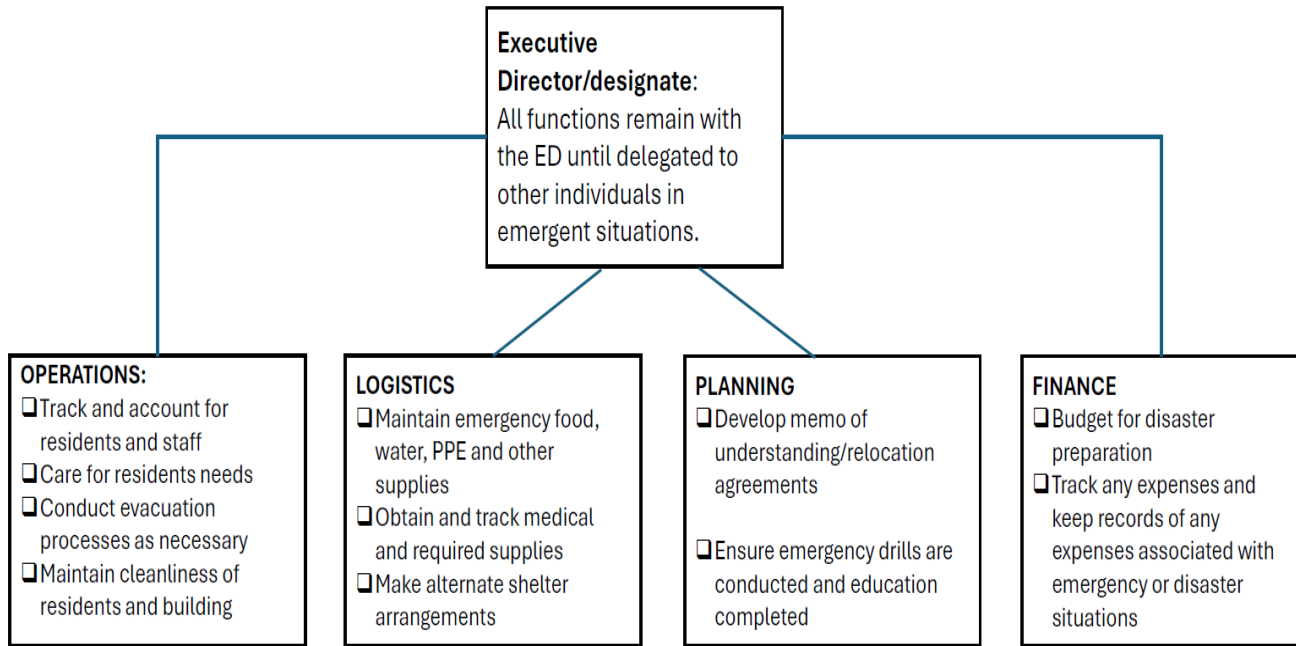 Executive
Director/designate:
All functions remain with
the ED until delegated to
other individuals in
emergent situations.
OPERATIONS:
❑Track and account for
residents and staff
❑Care for residents needs
❑Conduct evacuation
processes as necessary
❑Maintain cleanliness of
residents and building
LOGISTICS
❑Maintain emergency food,
water, PPE and other
supplies
❑Obtain and track medical
and required supplies
❑Make alternate shelter
arrangements
PLANNING
❑Develop memo of
understanding/relocation
agreements
❑Ensure emergency drills are
conducted and education
completed
FINANCE
❑Budget for disaster
preparation
❑Track any expenses and
keep records of any
expenses associated with
emergency or disaster
situations